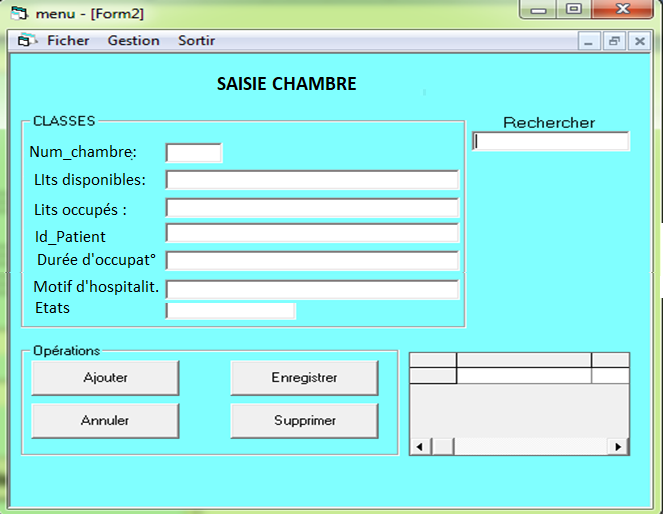 menu - [Form2]
Ficher Gestion Sortir
SAISIE CHAMBRE
CLASSES
Rechercher
Num_chambre:
LIts disponibles:
Lits occupés :
Id_Patient
Durée d'occupat°
Motif d'hospitalit.
Etats
Opérations
Ajouter
Enregistrer
Annuler
Supprimer